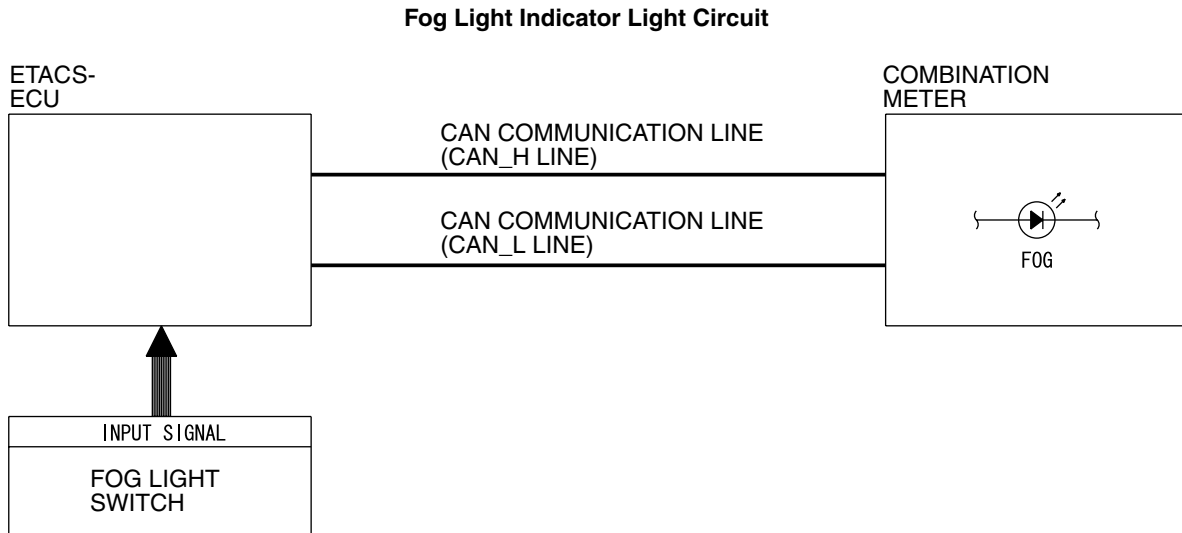 Fog Light Indicator Light Circuit
ETACS-
ECU
COMBINATION
METER
CAN COMMUNICATION LINE
(CAN_H LINE)
CAN COMMUNICATION LINE
(CAN_L LINE)
FOG
INPUT SIGNAL
FOG LIGHT
SWITCH